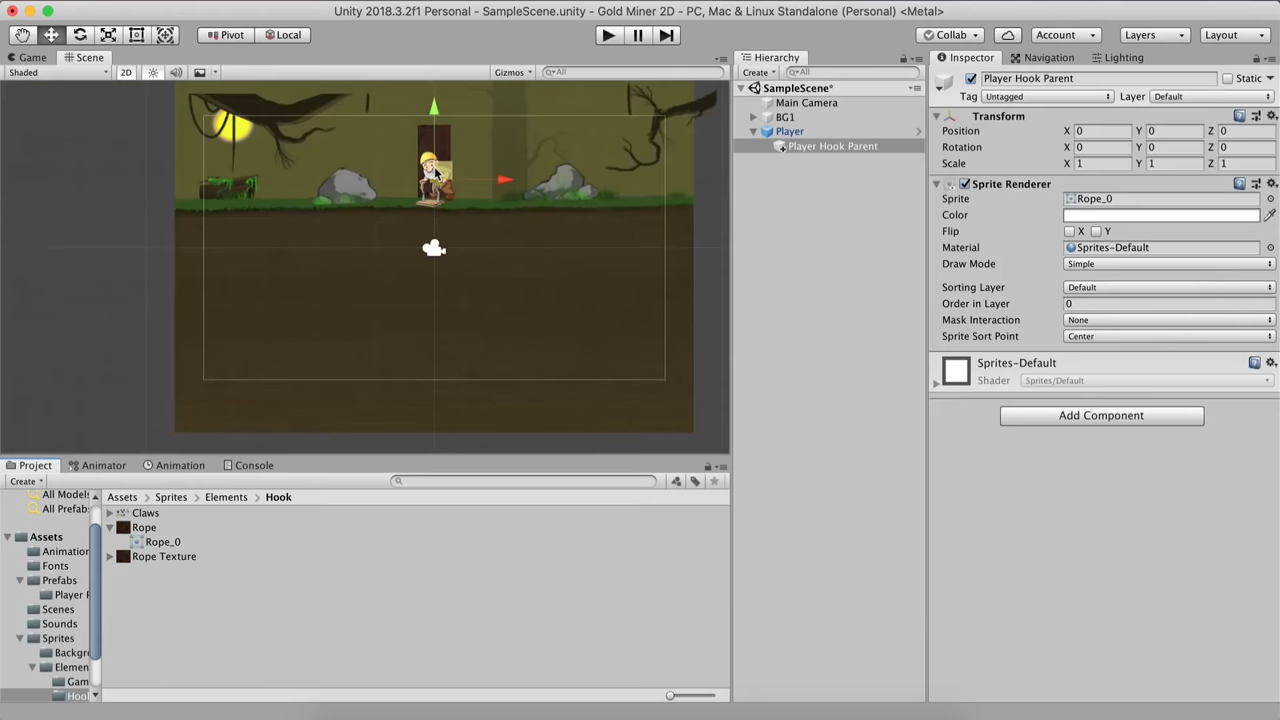 Unity 2018.3.2f1 Personal - SampleScene.unity - Gold Miner 2D - PC, Mac & Linux Standalone (Personal) <Metal>
Pivot Local Collab Account Layers Layout
Game Scene
Shaded 2D Gizmos All
Hierarchy
Create All
SampleScene*
Main Camera
BG1
Player
Player Hook Parent
Inspector Navigation Lighting
Player Hook Parent Static
Tag Untagged Layer Default
Transform
Position X 0 Y 0 Z 0
Rotation X 0 Y 0 Z 0
Scale X 1 Y 1 Z 1
Sprite Renderer
Sprite Rope_0
Color
Flip X Y
Material Sprites-Default
Draw Mode Simple
Sorting Layer Default
Order in Layer 0
Mask Interaction None
Sprite Sort Point Center
Sprites-Default
Shader Sprites/Default
Add Component
Project Animator Animation Console
Create
All Models
All Prefabs
Assets
Animation
Fonts
Prefabs
Player P
Scenes
Sounds
Sprites
Backgr
Elemen
Gam
Hook
Assets Sprites Elements Hook
Claws
Rope
Rope_0
Rope Texture